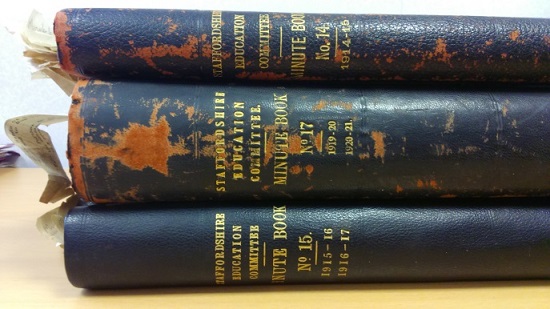 STAFFORDSHIRE
EDUCATION
COMMITTEE.
MINUTE BOOK
No. 14.
1914-15
STAFFORDSHIRE
EDUCATION
COMMITTEE.
MINUTE BOOK
No 17
1919-20
1920-21.
STAFFORDSHIRE
EDUCATION
COMMITTEE
NUTE BOOK
No 15.
1915-16
1916-17